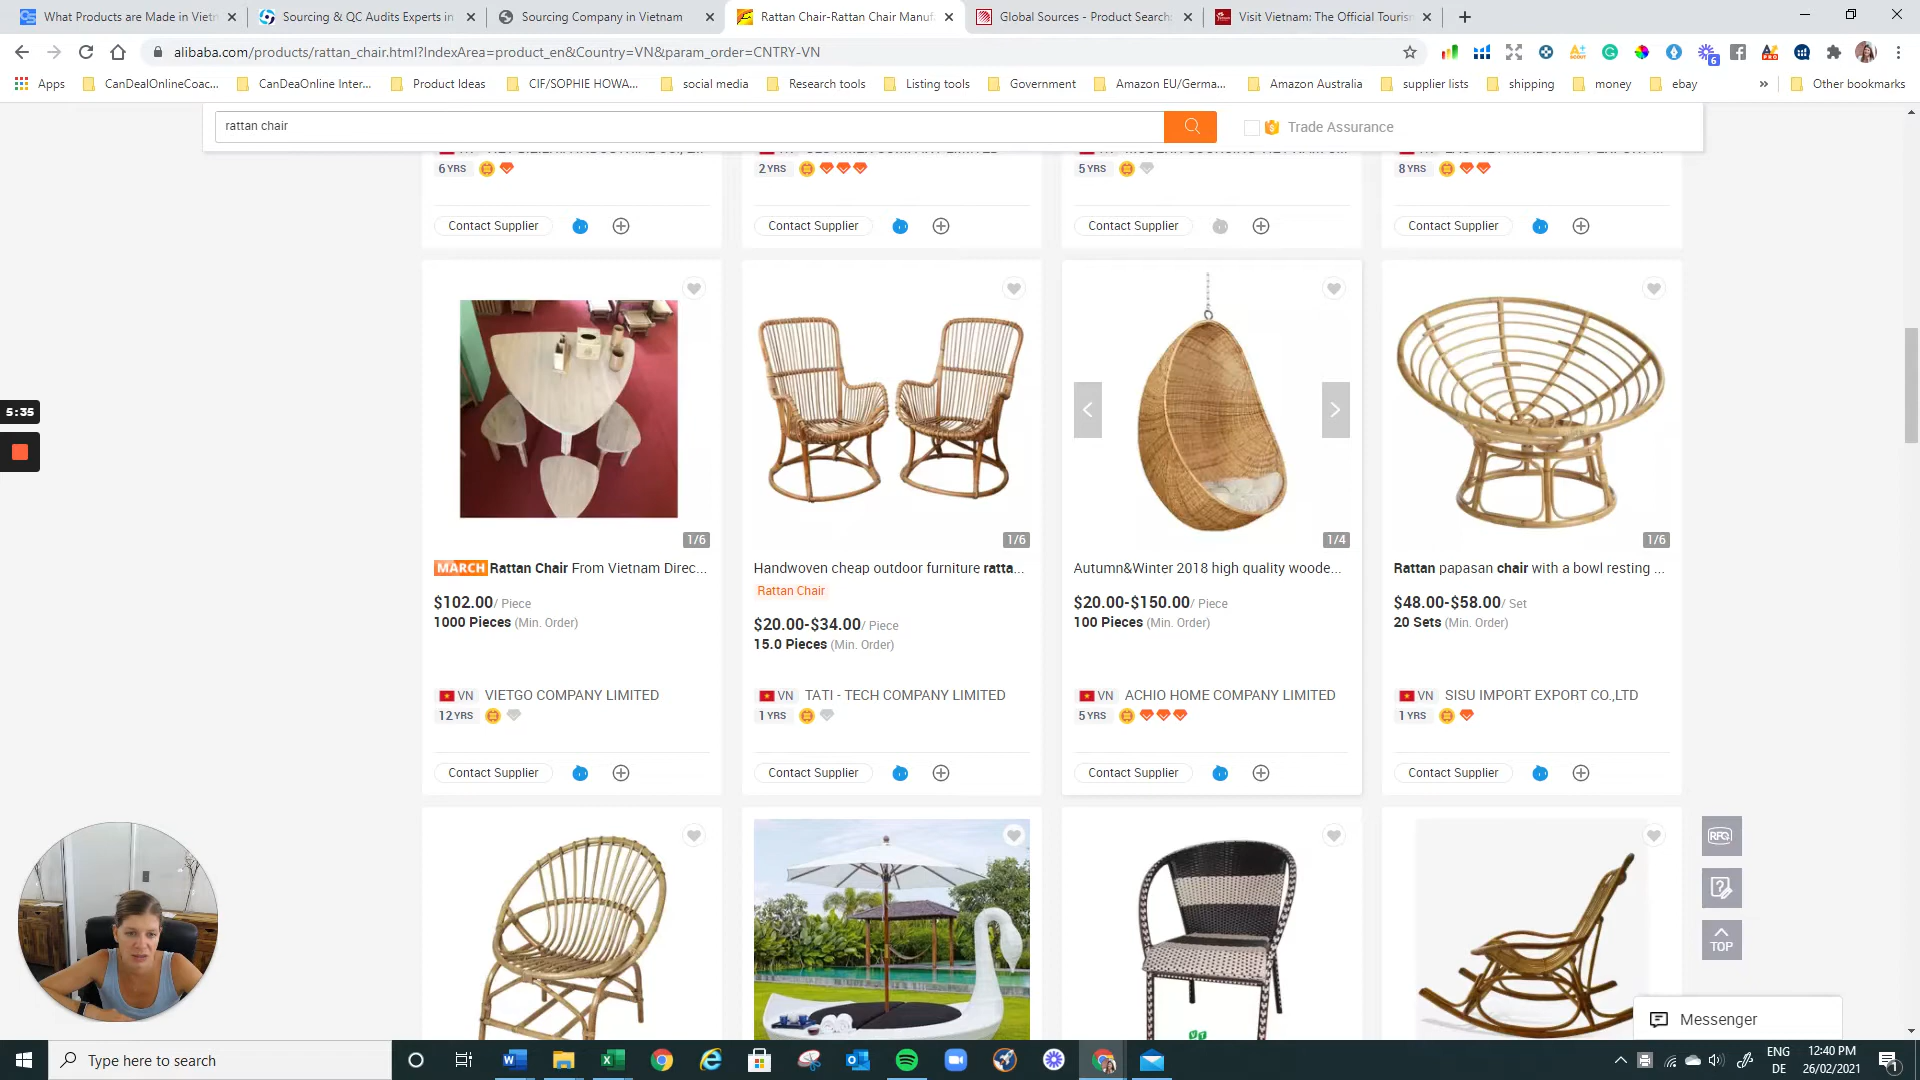 What Products are Made in Vietn
Sourcing & QC Audits Experts in
Sourcing Company in Vietnam
Rattan Chair-Rattan Chair Manuf
Global Sources - Product Search
Visit Vietnam: The Official Touris
alibaba.com/products/rattan_chair.html?IndexArea=product_en&Country=VN&param_order=CNTRY-VN
Apps
CanDealOnlineCoac...
CanDeaOnline Inter...
Product Ideas
CIF/SOPHIE HOWA...
social media
Research tools
Listing tools
Government
Amazon EU/Germa...
Amazon Australia
supplier lists
shipping
money
ebay
Other bookmarks
rattan chair
Trade Assurance
6 YRS
2 YRS
5 YRS
8 YRS
Contact Supplier
Contact Supplier
Contact Supplier
Contact Supplier
5:35
1/6
1/6
1/4
1/6
MARCH Rattan Chair From Vietnam Direc...
$102.00/ Piece
1000 Pieces (Min. Order)
VN VIETGO COMPANY LIMITED
12 YRS
Contact Supplier
Handwoven cheap outdoor furniture ratta...
Rattan Chair
$20.00-$34.00/ Piece
15.0 Pieces (Min. Order)
VN TATI - TECH COMPANY LIMITED
1 YRS
Contact Supplier
Autumn&Winter 2018 high quality woode...
$20.00-$150.00/ Piece
100 Pieces (Min. Order)
VN ACHIO HOME COMPANY LIMITED
5 YRS
Contact Supplier
Rattan papasan chair with a bowl resting ...
$48.00-$58.00/ Set
20 Sets (Min. Order)
VN SISU IMPORT EXPORT CO.,LTD
1 YRS
Contact Supplier
RFQ
TOP
Messenger
Type here to search
ENG
DE
12:40 PM
26/02/2021